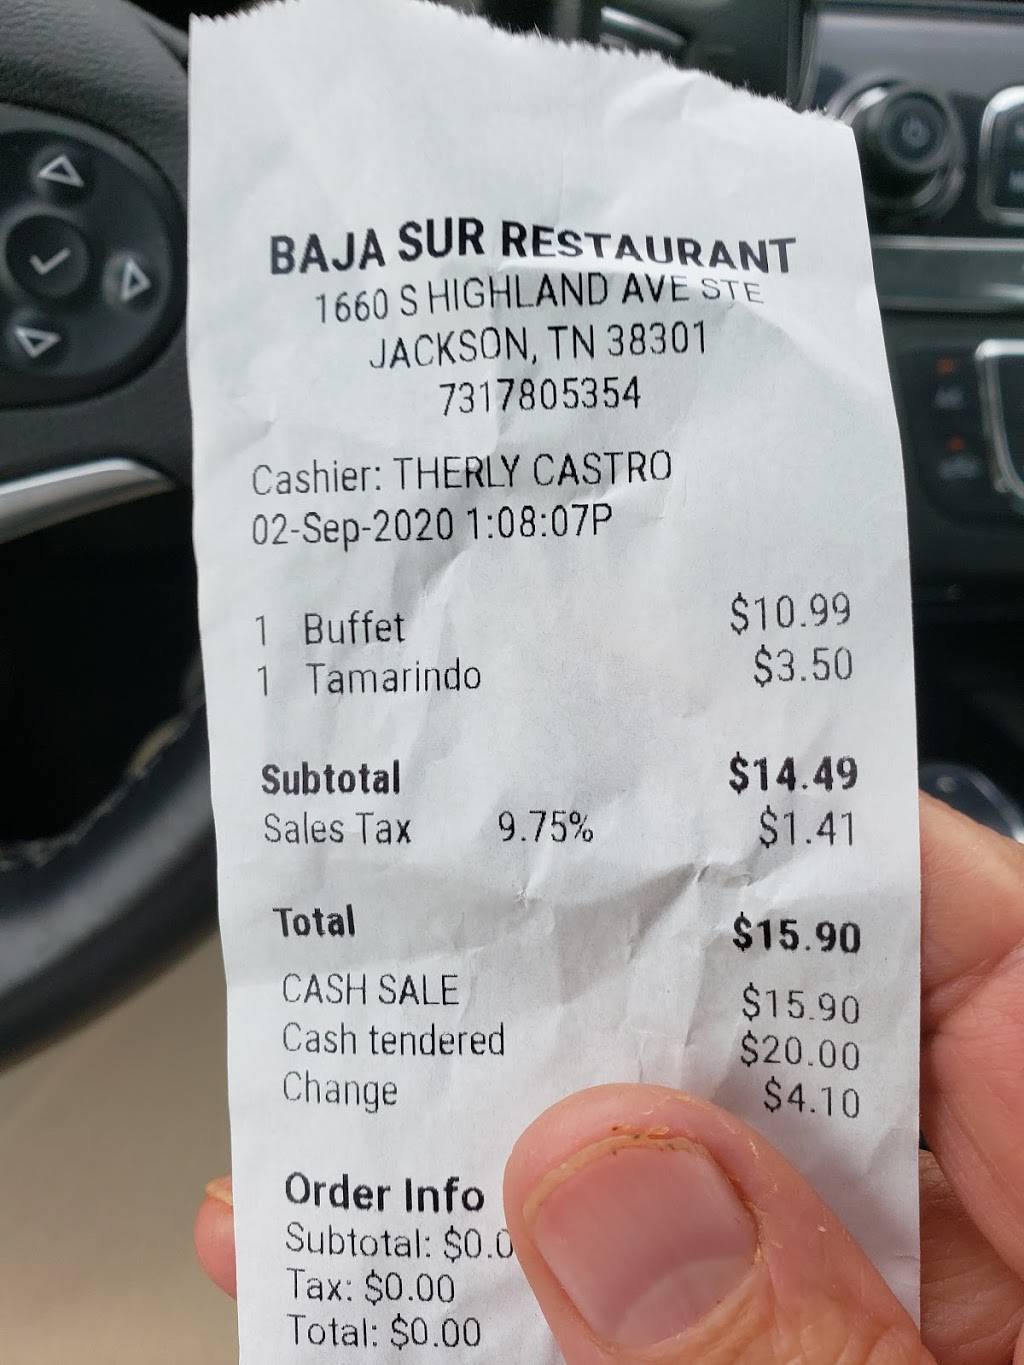 BAJA SUR RESTAURANT
1660 S HIGHLAND AVE STE
JACKSON, TN 38301
7317805354
Cashier: THERLY CASTRO
02-Sep-2020 1:08:07P
1 Buffet $10.99
1 Tamarindo $3.50
Subtotal $14.49
Sales Tax 9.75% $1.41
Total $15.90
CASH SALE $15.90
Cash tendered $20.00
Change $4.10
Order Info
Subtotal: $0.0
Tax: $0.00
Total: $0.00